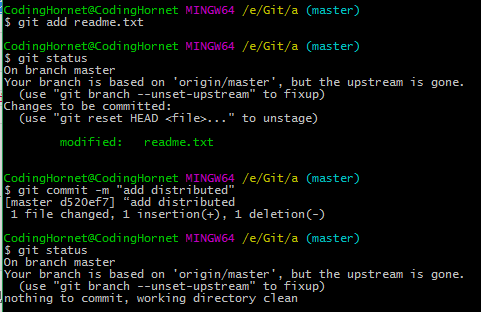 CodingHornet@CodingHornet MINGW64 /e/Git/a (master)
$ git add readme.txt
CodingHornet@CodingHornet MINGW64 /e/Git/a (master)
$ git status
On branch master
Your branch is based on 'origin/master', but the upstream is gone.
  (use "git branch --unset-upstream" to fixup)
Changes to be committed:
  (use "git reset HEAD <file>..." to unstage)
        modified:   readme.txt
CodingHornet@CodingHornet MINGW64 /e/Git/a (master)
$ git commit -m "add distributed"
[master d520ef7] “add distributed
 1 file changed, 1 insertion(+), 1 deletion(-)
CodingHornet@CodingHornet MINGW64 /e/Git/a (master)
$ git status
On branch master
Your branch is based on 'origin/master', but the upstream is gone.
  (use "git branch --unset-upstream" to fixup)
nothing to commit, working directory clean